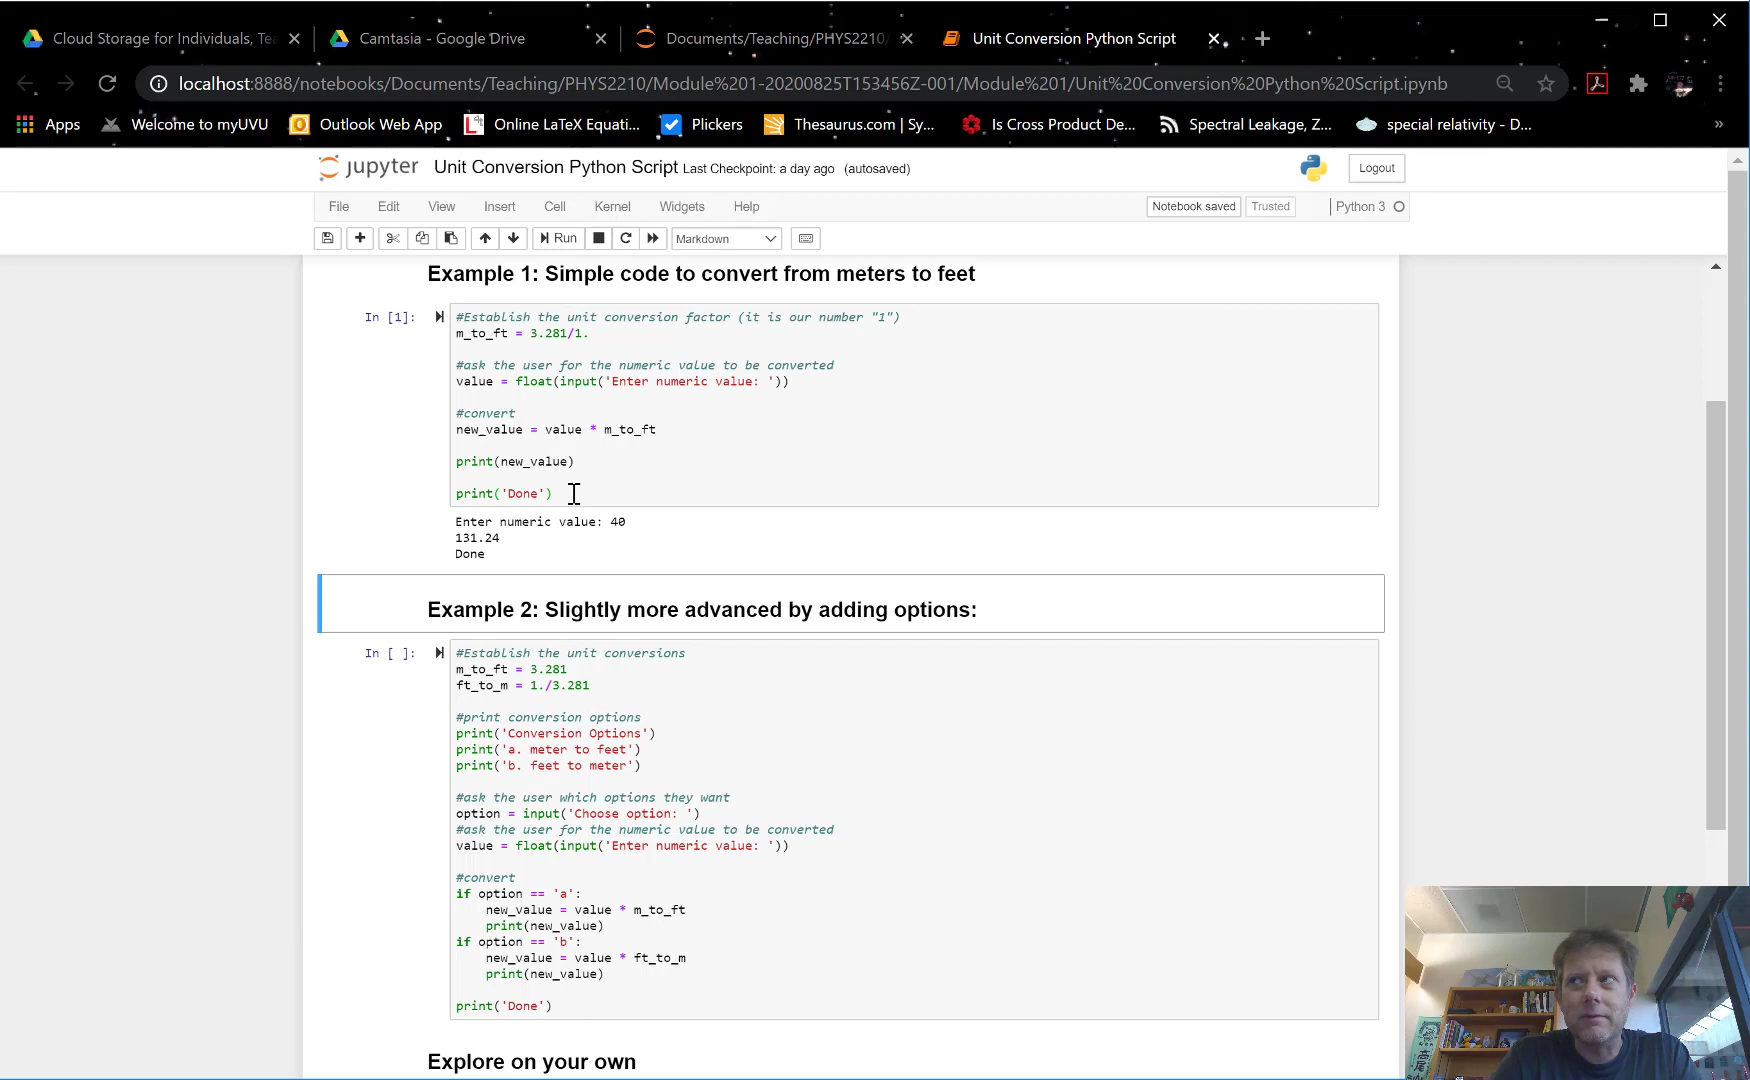 Cloud Storage for Individuals, Tea
Camtasia - Google Drive
Documents/Teaching/PHYS2210/
Unit Conversion Python Script
localhost:8888/notebooks/Documents/Teaching/PHYS2210/Module%201-20200825T153456Z-001/Module%201/Unit%20Conversion%20Python%20Script.ipynb
Apps
Welcome to myUVU
Outlook Web App
Online LaTeX Equati...
Plickers
Thesaurus.com | Sy...
Is Cross Product De...
Spectral Leakage, Z...
special relativity - D...
»
jupyter Unit Conversion Python Script Last Checkpoint: a day ago (autosaved)
Logout
File Edit View Insert Cell Kernel Widgets Help
Notebook saved Trusted | Python 3
Run Markdown
Example 1: Simple code to convert from meters to feet
In [1]:
#Establish the unit conversion factor (it is our number "1")
m_to_ft = 3.281/1.
#ask the user for the numeric value to be converted
value = float(input('Enter numeric value: '))
#convert
new_value = value * m_to_ft
print(new_value)
print('Done')
Enter numeric value: 40
131.24
Done
Example 2: Slightly more advanced by adding options:
In [ ]:
#Establish the unit conversions
m_to_ft = 3.281
ft_to_m = 1./3.281
#print conversion options
print('Conversion Options')
print('a. meter to feet')
print('b. feet to meter')
#ask the user which options they want
option = input('Choose option: ')
#ask the user for the numeric value to be converted
value = float(input('Enter numeric value: '))
#convert
if option == 'a':
new_value = value * m_to_ft
print(new_value)
if option == 'b':
new_value = value * ft_to_m
print(new_value)
print('Done')
Explore on your own